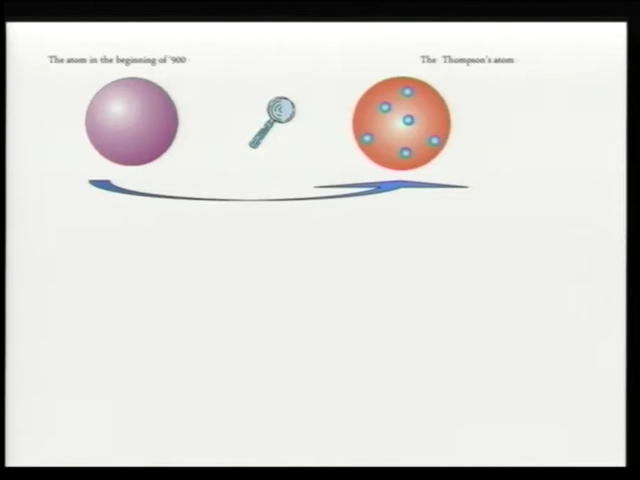 The atom in the beginning of '900
The Thompson's atom